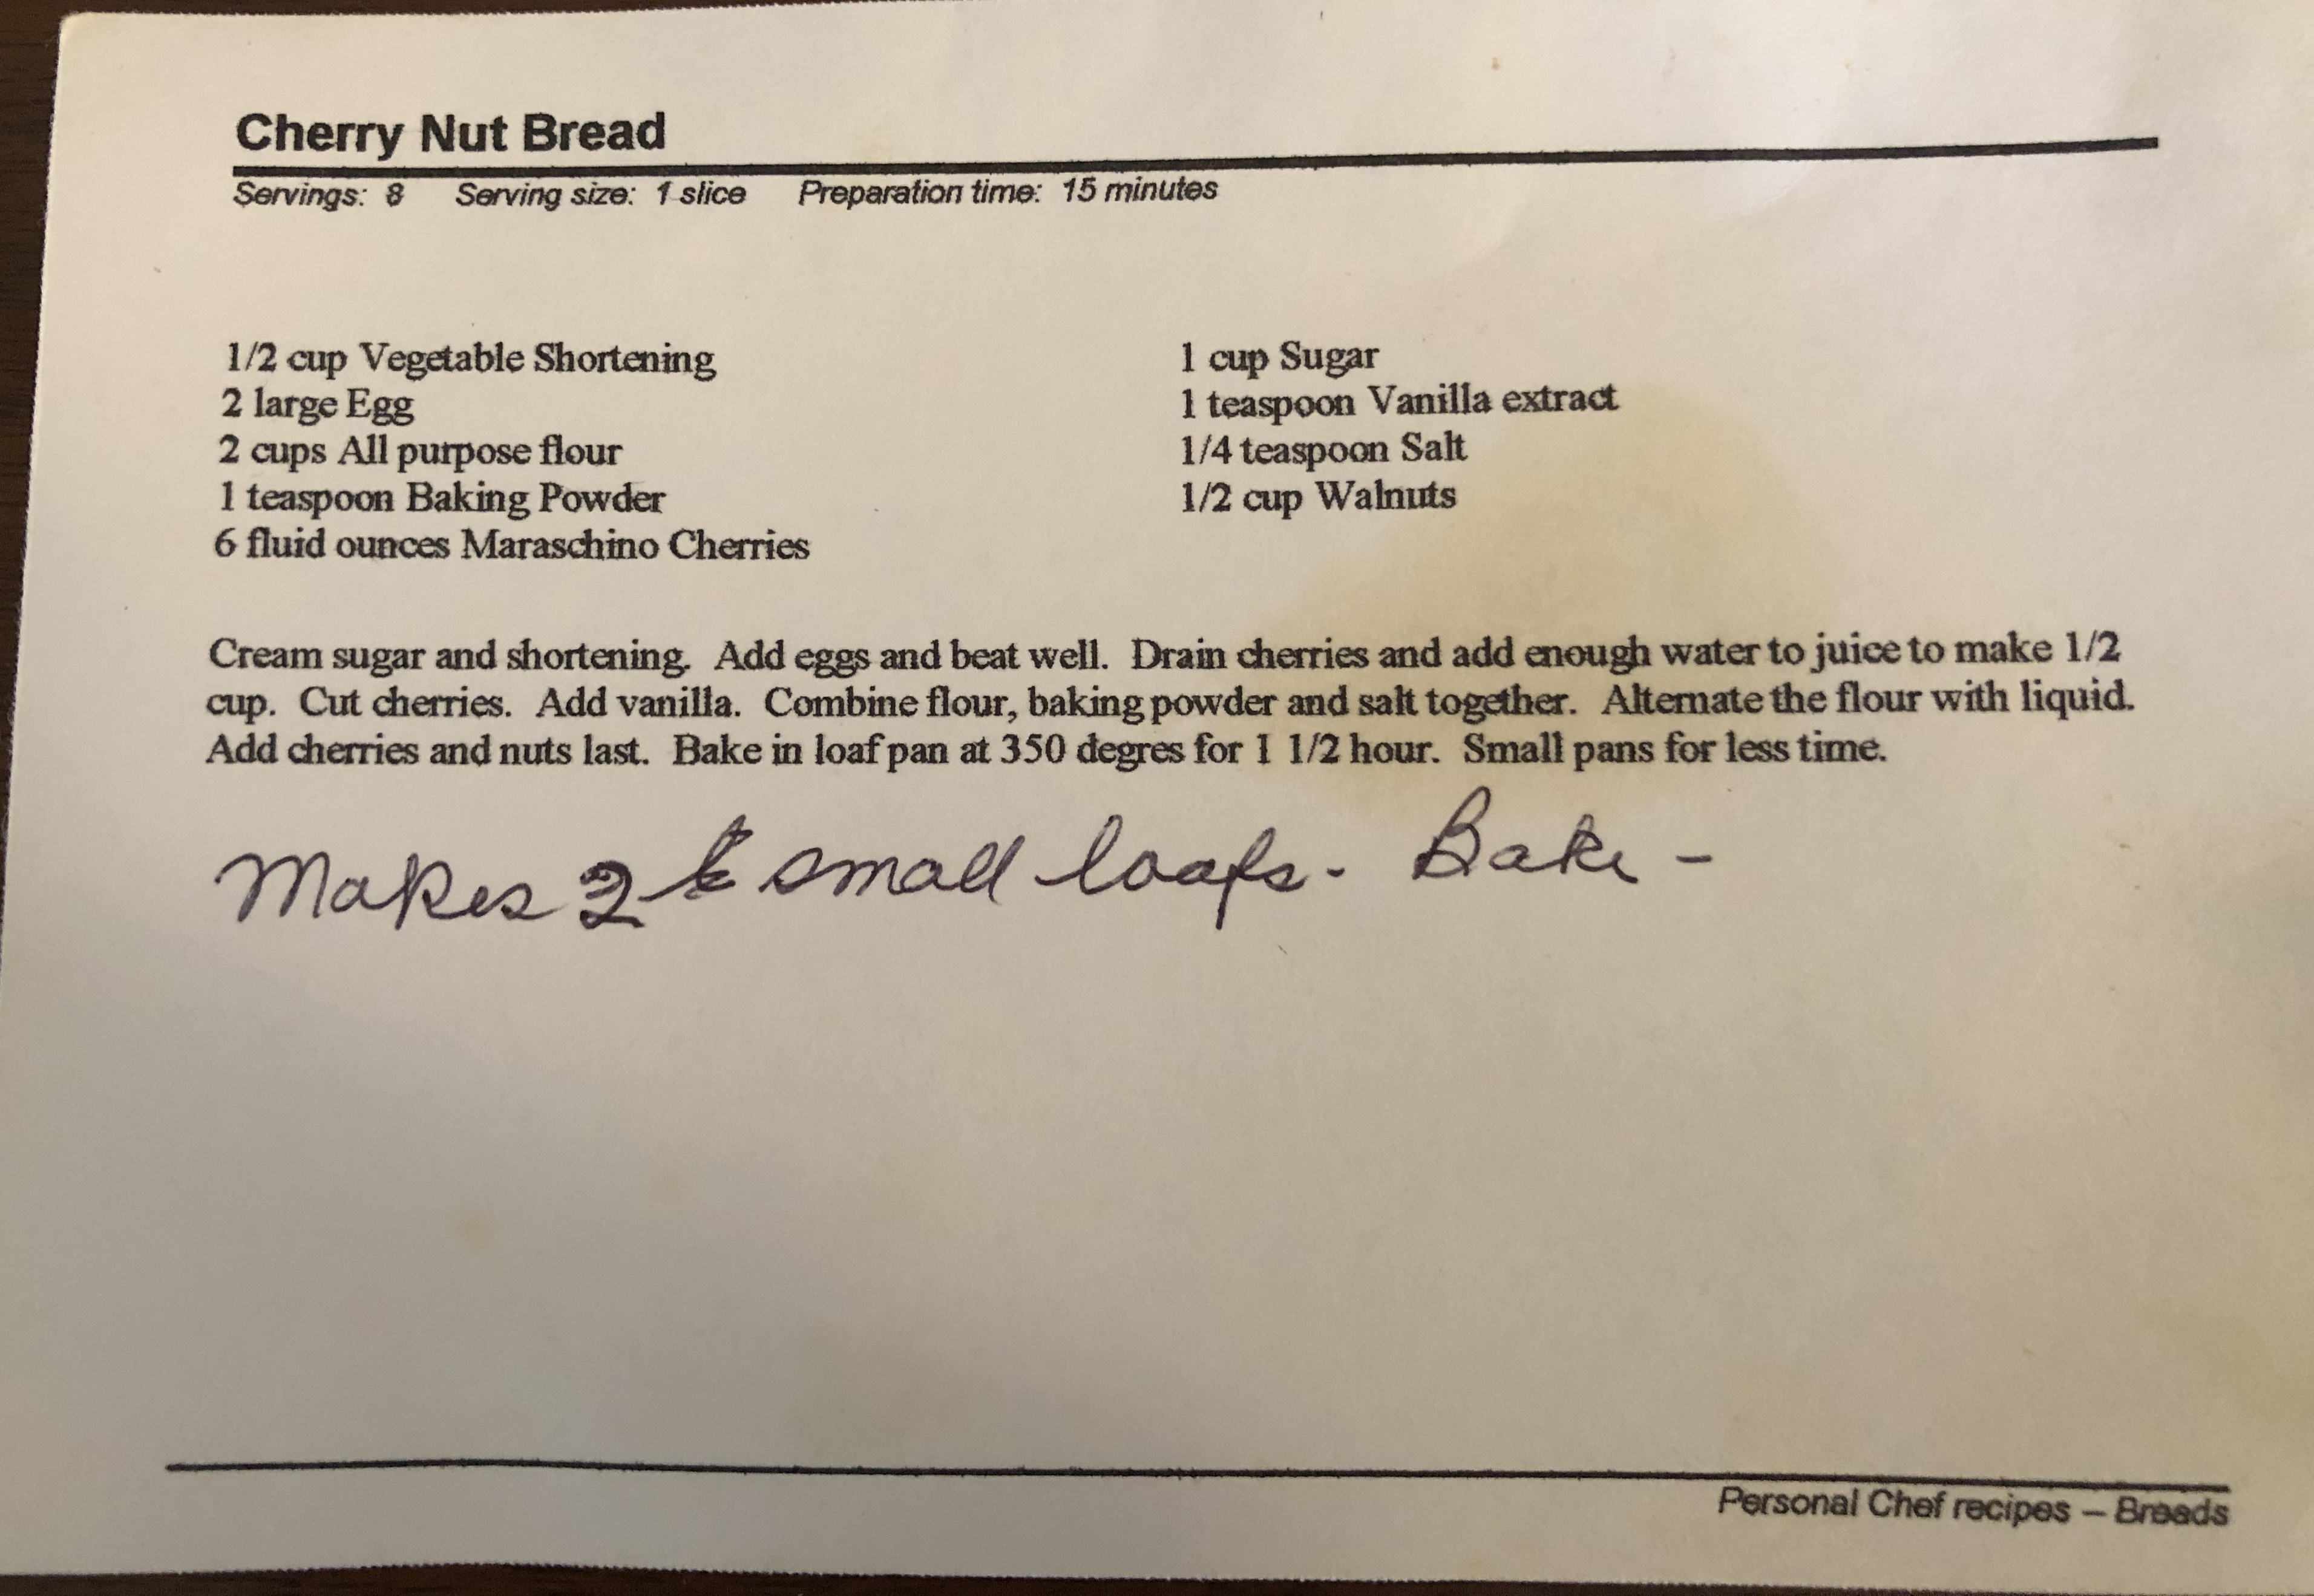 Cherry Nut Bread
Servings: 8 Serving size: 1 slice Preparation time: 15 minutes
1/2 cup Vegetable Shortening
2 large Egg
2 cups All purpose flour
1 teaspoon Baking Powder
6 fluid ounces Maraschino Cherries
1 cup Sugar
1 teaspoon Vanilla extract
1/4 teaspoon Salt
1/2 cup Walnuts
Cream sugar and shortening. Add eggs and beat well. Drain cherries and add enough water to juice to make 1/2
cup. Cut cherries. Add vanilla. Combine flour, baking powder and salt together. Alternate the flour with liquid.
Add cherries and nuts last. Bake in loaf pan at 350 degres for 1 1/2 hour. Small pans for less time.
Makes 2 small loafs. Bake -
Personal Chef recipes – Breads